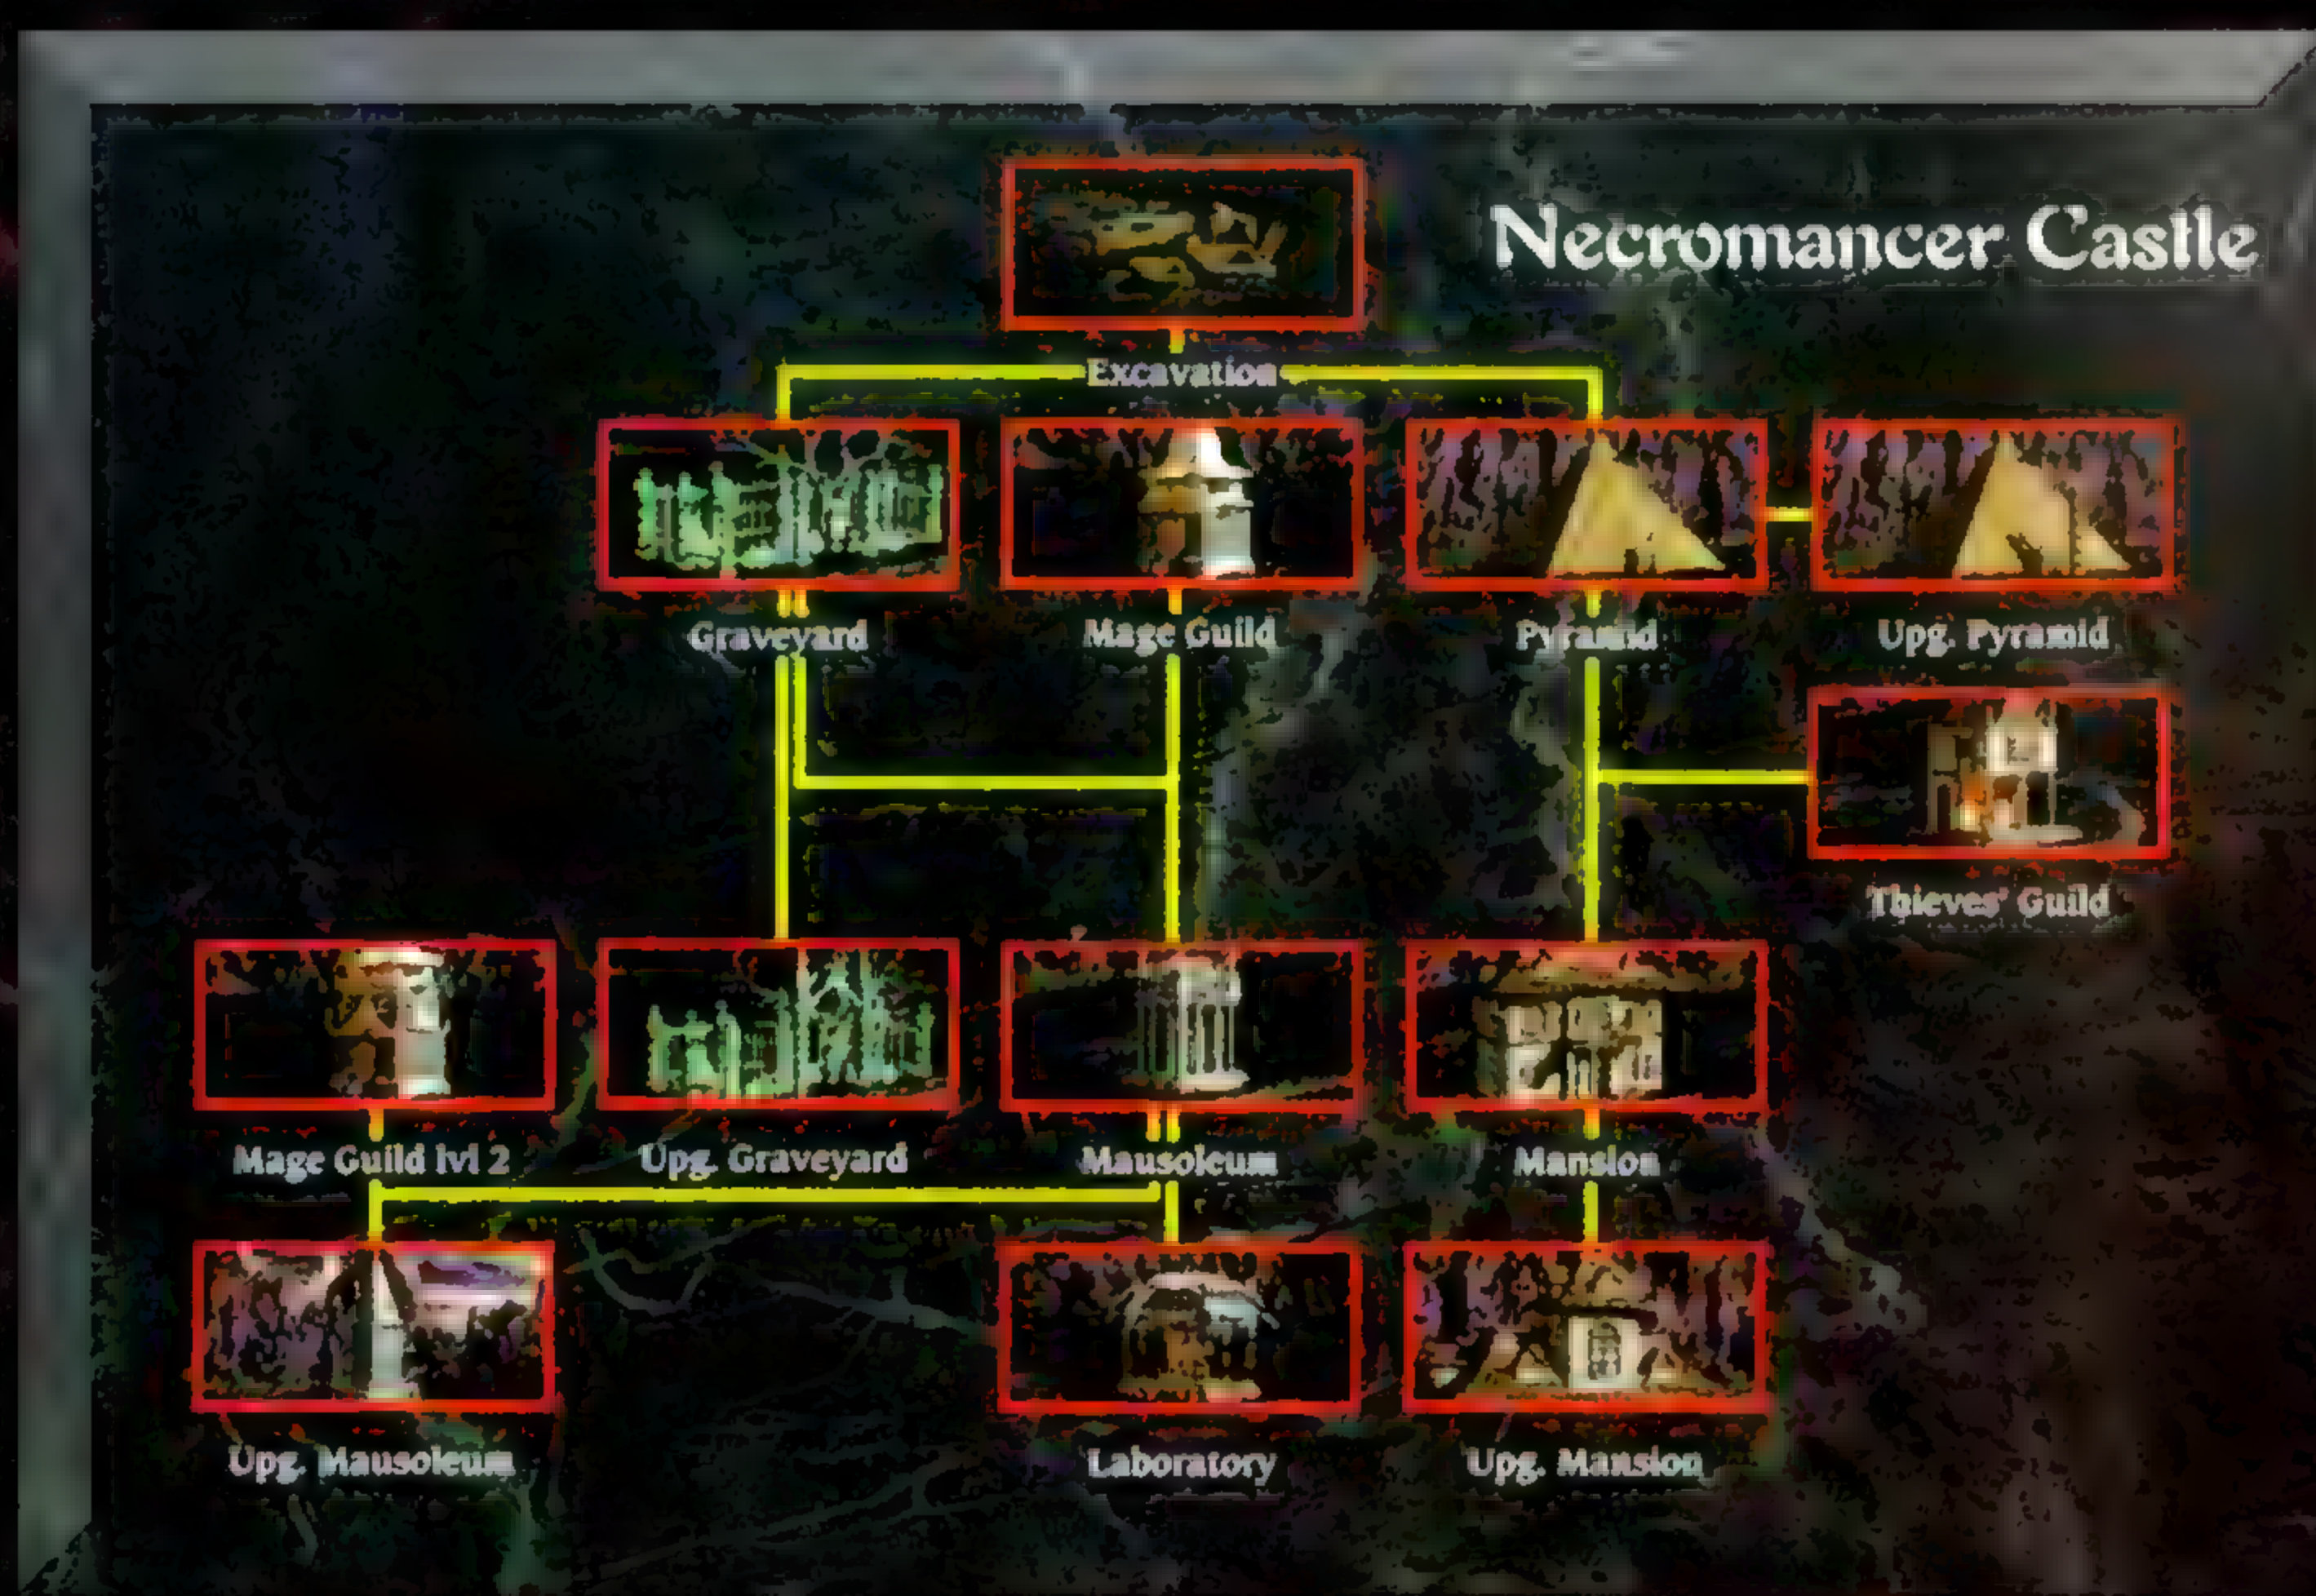 Necromancer Castle
Excavation
Graveyard
Mage Guild
Pyramid
Upg. Pyramid
Thieves' Guild
Mage Guild lvl 2
Upg. Graveyard
Mausoleum
Mansion
Upg. Mausoleum
Laboratory
Upg. Mansion